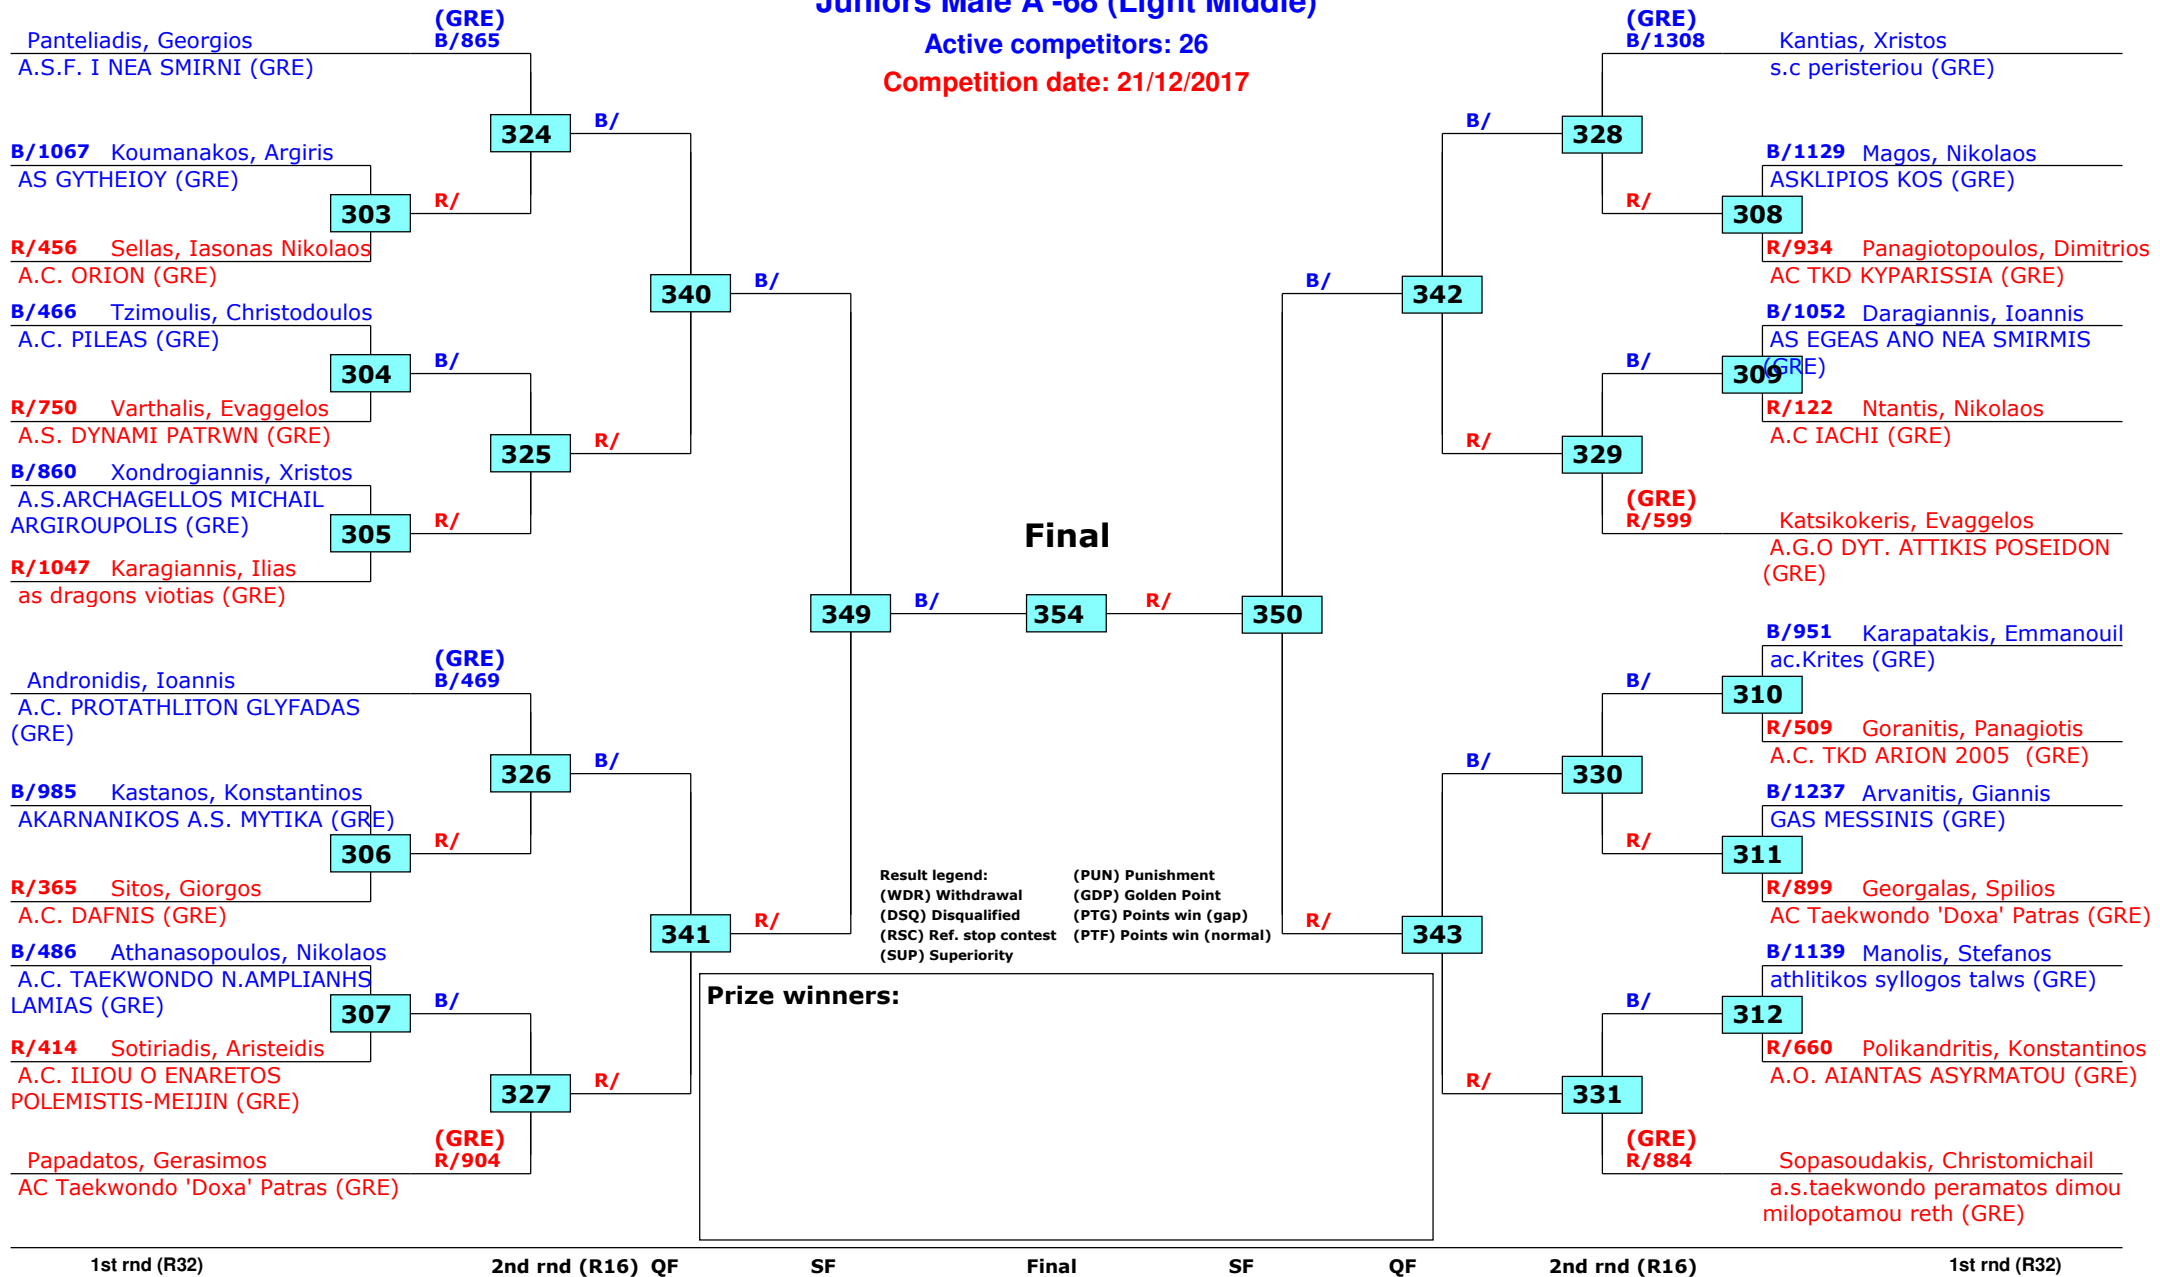 Juniors Male A -68 (Light Middle)
Active competitors: 26
Competition date: 21/12/2017
(GRE)
Panteliadis, Georgios B/865
A.S.F. I NEA SMIRNI (GRE)
324
B/
B/1067 Koumanakos, Argiris
AS GYTHEIOY (GRE)
303
R/
R/456 Sellas, Iasonas Nikolaos
A.C. ORION (GRE)
340
B/
B/466 Tzimoulis, Christodoulos
A.C. PILEAS (GRE)
304
B/
R/750 Varthalis, Evaggelos
A.S. DYNAMI PATRWN (GRE)
325
R/
B/860 Xondrogiannis, Xristos
A.S.ARCHAGELLOS MICHAIL
ARGIROUPOLIS (GRE)
305
R/
R/1047 Karagiannis, Ilias
as dragons viotias (GRE)
349
B/
(GRE)
Andronidis, Ioannis B/469
A.C. PROTATHLITON GLYFADAS
(GRE)
326
B/
B/985 Kastanos, Konstantinos
AKARNANIKOS A.S. MYTIKA (GRE)
306
R/
R/365 Sitos, Giorgos
A.C. DAFNIS (GRE)
341
R/
B/486 Athanasopoulos, Nikolaos
A.C. TAEKWONDO N.AMPLIANHS
LAMIAS (GRE)
307
B/
R/414 Sotiriadis, Aristeidis
A.C. ILIOU O ENARETOS
POLEMISTIS-MEIJIN (GRE)
327
R/
(GRE)
Papadatos, Gerasimos R/904
AC Taekwondo 'Doxa' Patras (GRE)
Final
354
R/
350
(GRE)
B/1308 Kantias, Xristos
s.c peristeriou (GRE)
B/
328
B/1129 Magos, Nikolaos
ASKLIPIOS KOS (GRE)
R/
308
R/934 Panagiotopoulos, Dimitrios
AC TKD KYPARISSIA (GRE)
B/
342
B/1052 Daragiannis, Ioannis
AS EGEAS ANO NEA SMIRMIS
(GRE)
B/
309
R/122 Ntantis, Nikolaos
A.C IACHI (GRE)
R/
329
(GRE)
R/599 Katsikokeris, Evaggelos
A.G.O DYT. ATTIKIS POSEIDON
(GRE)
B/951 Karapatakis, Emmanouil
ac.Krites (GRE)
B/
310
R/509 Goranitis, Panagiotis
A.C. TKD ARION 2005 (GRE)
B/
330
B/1237 Arvanitis, Giannis
GAS MESSINIS (GRE)
R/
311
R/899 Georgalas, Spilios
AC Taekwondo 'Doxa' Patras (GRE)
R/
343
B/1139 Manolis, Stefanos
athlitikos syllogos talws (GRE)
B/
312
R/660 Polikandritis, Konstantinos
A.O. AIANTAS ASYRMATOU (GRE)
R/
331
(GRE)
R/884 Sopasoudakis, Christomichail
a.s.taekwondo peramatos dimou
milopotamou reth (GRE)
Result legend: (PUN) Punishment
(WDR) Withdrawal (GDP) Golden Point
(DSQ) Disqualified (PTG) Points win (gap)
(RSC) Ref. stop contest (PTF) Points win (normal)
(SUP) Superiority
Prize winners:
1st rnd (R32) 2nd rnd (R16) QF SF Final SF QF 2nd rnd (R16) 1st rnd (R32)